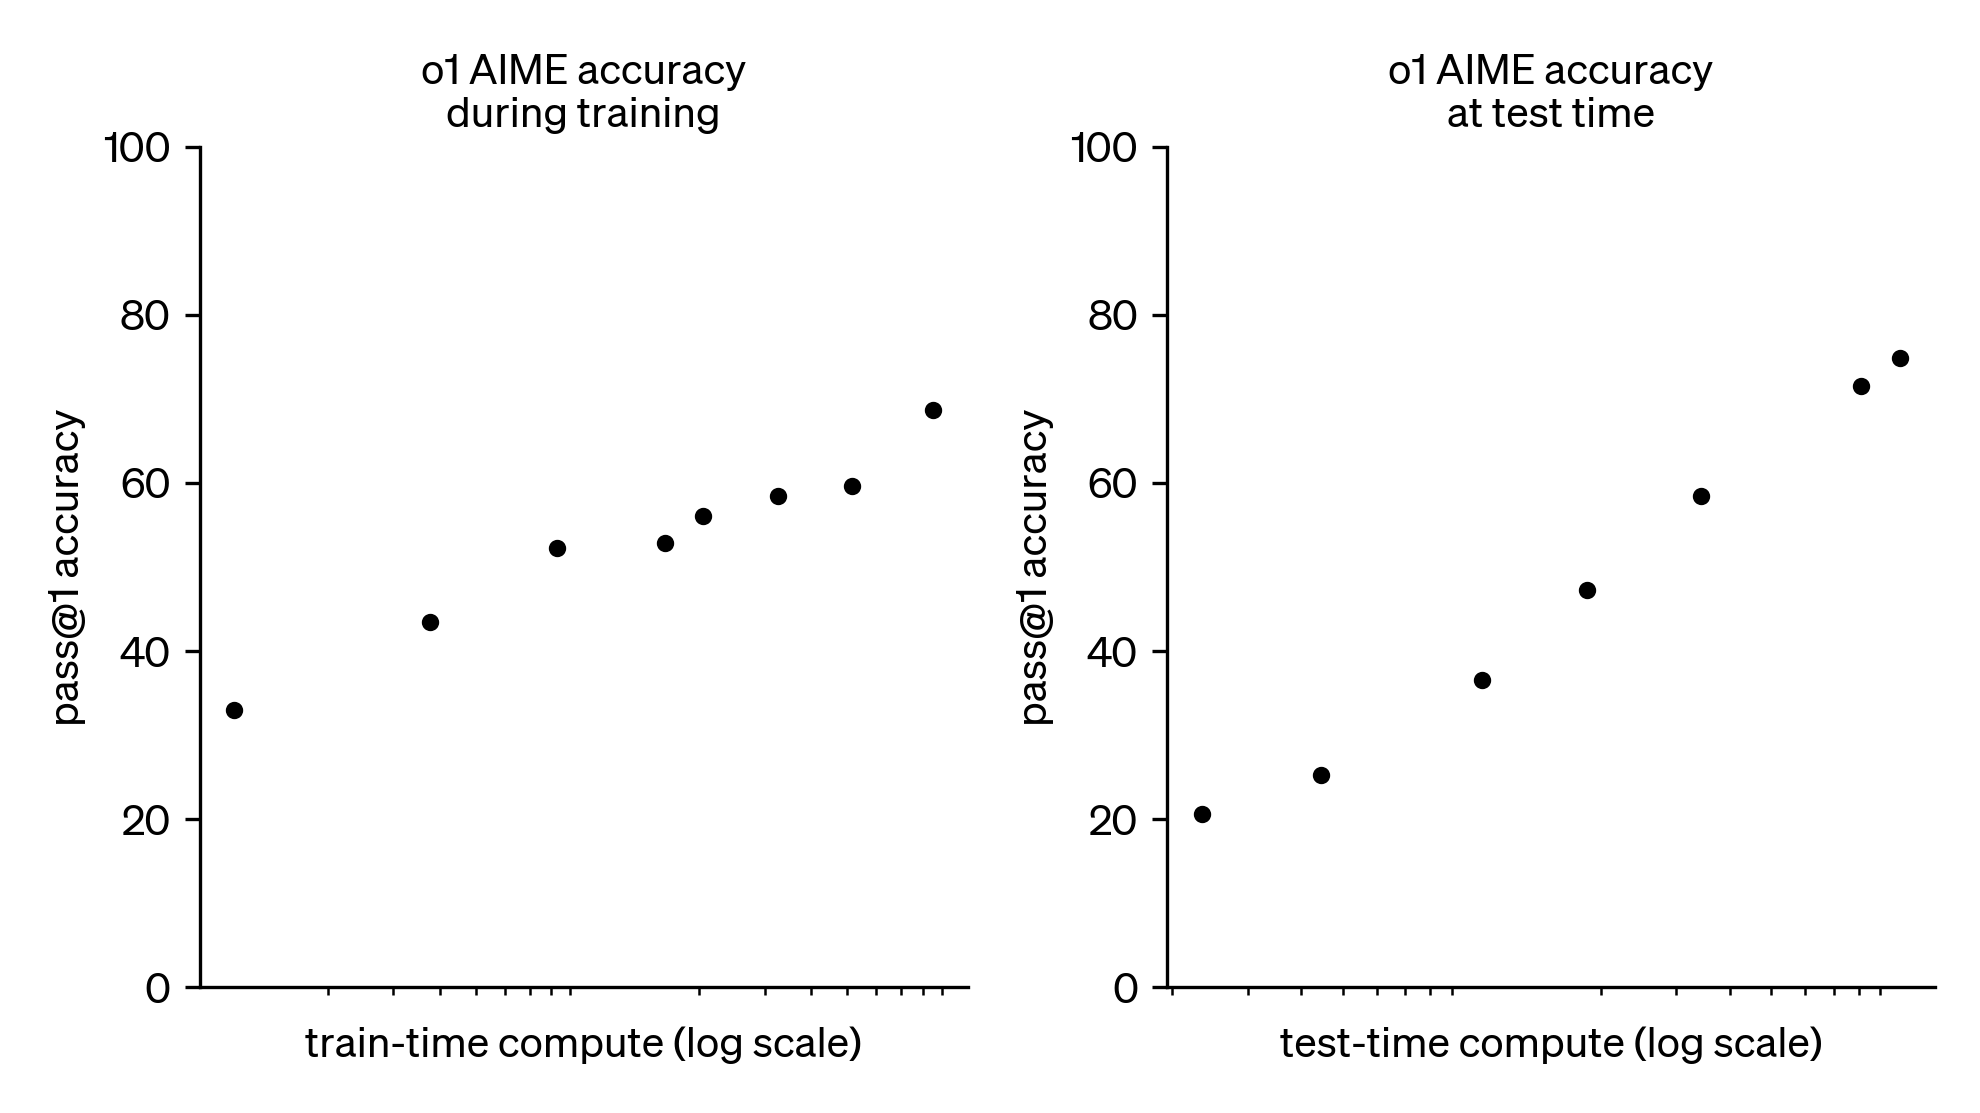 o1 AIME accuracy
during training
100
80
60
40
20
0
pass@1 accuracy
train-time compute (log scale)
o1 AIME accuracy
at test time
100
80
60
40
20
0
pass@1 accuracy
test-time compute (log scale)